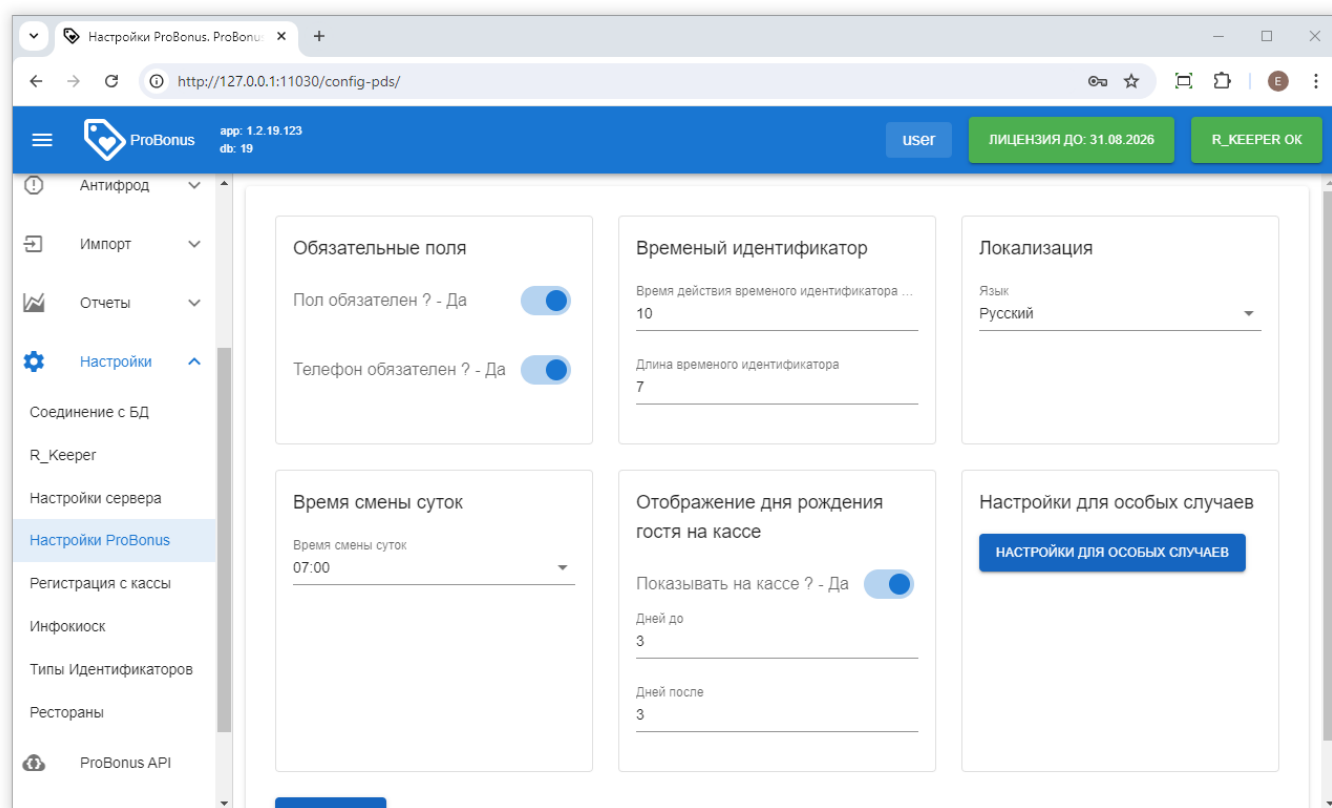 Настройки ProBonus. ProBonu
http://127.0.0.1:11030/config-pds/
E
ProBonus
app: 1.2.19.123
db: 19
user
ЛИЦЕНЗИЯ ДО: 31.08.2026
R_KEEPER OK
Антифрод
Импорт
Отчеты
Настройки
Соединение с БД
R_Keeper
Настройки сервера
Настройки ProBonus
Регистрация с кассы
Инфокиоск
Типы Идентификаторов
Рестораны
ProBonus API
Обязательные поля
Пол обязателен ? - Да
Телефон обязателен ? - Да
Временый идентификатор
Время действия временого идентификатора ...
10
Длина временого идентификатора
7
Локализация
Язык
Русский
Время смены суток
Время смены суток
07:00
Отображение дня рождения
гостя на кассе
Показывать на кассе ? - Да
Дней до
3
Дней после
3
Настройки для особых случаев
НАСТРОЙКИ ДЛЯ ОСОБЫХ СЛУЧАЕВ